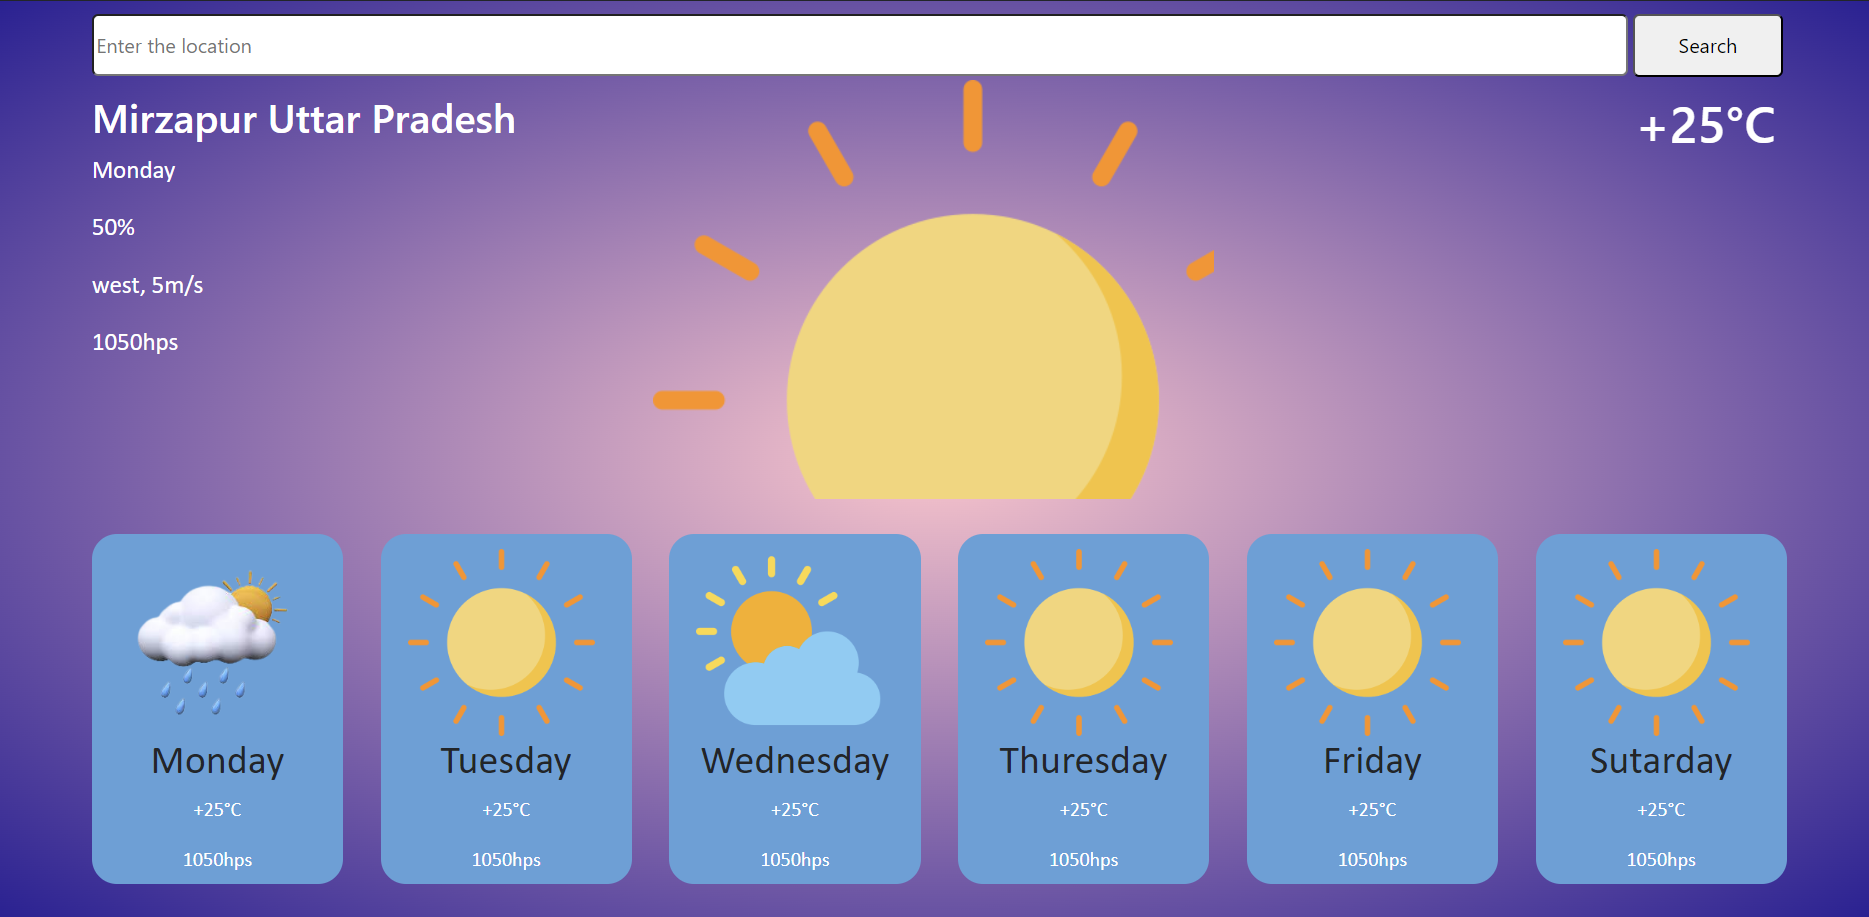 Enter the location
Search
Mirzapur Uttar Pradesh
+25°C
Monday
50%
west, 5m/s
1050hps
Monday
+25°C
1050hps
Tuesday
+25°C
1050hps
Wednesday
+25°C
1050hps
Thuresday
+25°C
1050hps
Friday
+25°C
1050hps
Sutarday
+25°C
1050hps